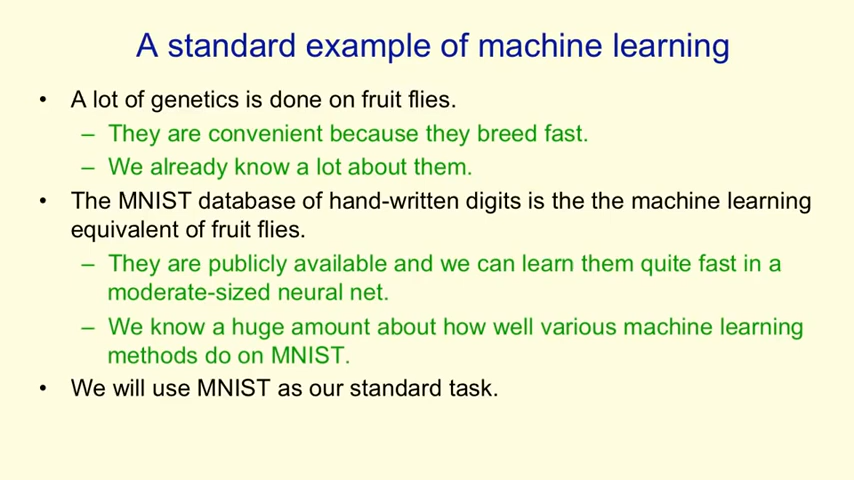 A standard example of machine learning
• A lot of genetics is done on fruit flies.
– They are convenient because they breed fast.
– We already know a lot about them.
• The MNIST database of hand-written digits is the the machine learning
equivalent of fruit flies.
– They are publicly available and we can learn them quite fast in a
moderate-sized neural net.
– We know a huge amount about how well various machine learning
methods do on MNIST.
• We will use MNIST as our standard task.